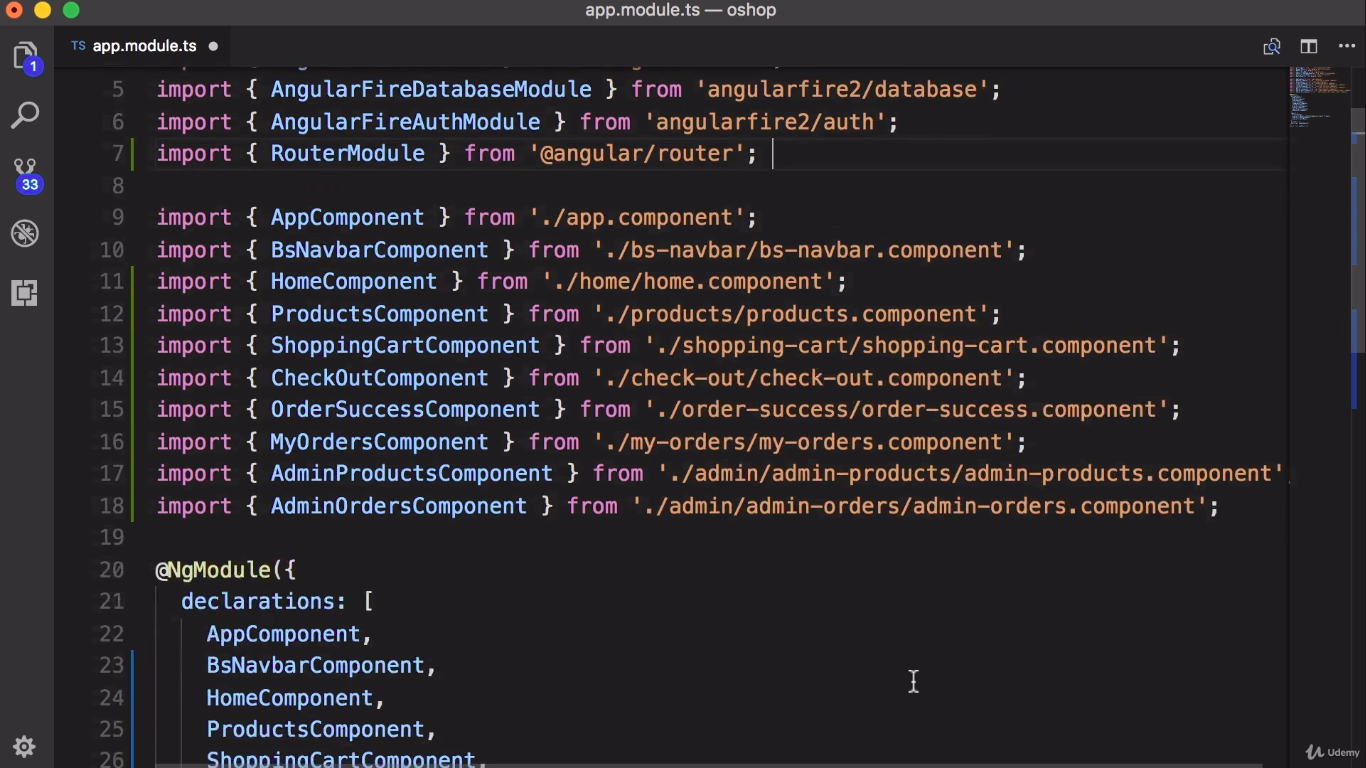 app.module.ts — oshop
TS app.module.ts
1
33
5 import { AngularFireDatabaseModule } from 'angularfire2/database';
6 import { AngularFireAuthModule } from 'angularfire2/auth';
7 import { RouterModule } from '@angular/router';
8
9 import { AppComponent } from './app.component';
10 import { BsNavbarComponent } from './bs-navbar/bs-navbar.component';
11 import { HomeComponent } from './home/home.component';
12 import { ProductsComponent } from './products/products.component';
13 import { ShoppingCartComponent } from './shopping-cart/shopping-cart.component';
14 import { CheckOutComponent } from './check-out/check-out.component';
15 import { OrderSuccessComponent } from './order-success/order-success.component';
16 import { MyOrdersComponent } from './my-orders/my-orders.component';
17 import { AdminProductsComponent } from './admin/admin-products/admin-products.component'
18 import { AdminOrdersComponent } from './admin/admin-orders/admin-orders.component';
19
20 @NgModule({
21 declarations: [
22 AppComponent,
23 BsNavbarComponent,
24 HomeComponent,
25 ProductsComponent,
26 ShoppingCartComponent,
Udemy